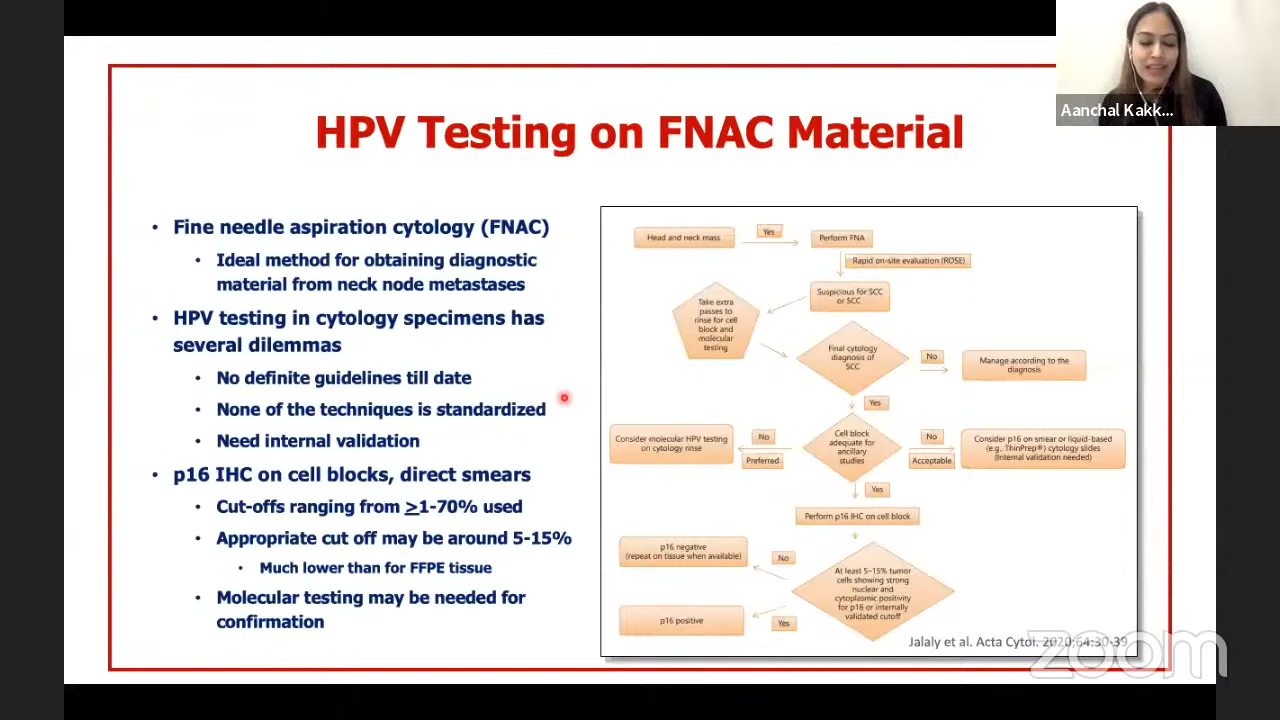 Aanchal Kakk...
HPV Testing on FNAC Material
• Fine needle aspiration cytology (FNAC)
• Ideal method for obtaining diagnostic
material from neck node metastases
• HPV testing in cytology specimens has
several dilemmas
• No definite guidelines till date
• None of the techniques is standardized
• Need internal validation
• p16 IHC on cell blocks, direct smears
• Cut-offs ranging from ≥1-70% used
• Appropriate cut off may be around 5-15%
• Much lower than for FFPE tissue
• Molecular testing may be needed for
confirmation
Head and neck mass
Yes
Perform FNA
Rapid on-site evaluation (ROSE)
Suspicious for SCC
or SCC
Take extra
passes to
rinse for cell
block and
molecular
testing
Final cytology
diagnosis of
SCC
No
Manage according to the
diagnosis
Yes
Consider molecular HPV testing
on cytology rinse
No
Preferred
Cell block
adequate for
ancillary
studies
No
Acceptable
Consider p16 on smear or liquid-based
(e.g., ThinPrep®) cytology slides
(Internal validation needed)
Yes
Perform p16 IHC on cell block
p16 negative
(repeat on tissue when available)
No
At least 5–15% tumor
cells showing strong
nuclear and
cytoplasmic positivity
for p16 or internally
validated cutoff
p16 positive
Yes
Jalaly et al. Acta Cytol. 2020;64:30-39
zoom